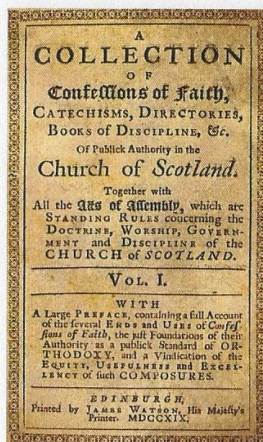 A
COLLECTION
OF
Confessions of Faith,
CATECHISMS, DIRECTORIES,
BOOKS OF DISCIPLINE, &c.
Of Publick Authority in the
Church of Scotland.
Together with
All the Acts of Assembly, which are
STANDING RULES concerning the
DOCTRINE, WORSHIP, GOVERN-
MENT and DISCIPLINE of the
CHURCH of SCOTLAND.
VOL. I.
WITH
A Large PREFACE, containing a full Account
of the several ENDS and USES of Confes-
sions of Faith, the just Foundations of their
Authority as a publick Standard of OR-
THODOXY, and a Vindication of the
EQUITY, USEFULNESS and EXCEL-
LENCY of such COMPOSURES.
EDINBURGH,
Printed by JAMES WATSON, His Majesty's
Printer. MDCCXIX.